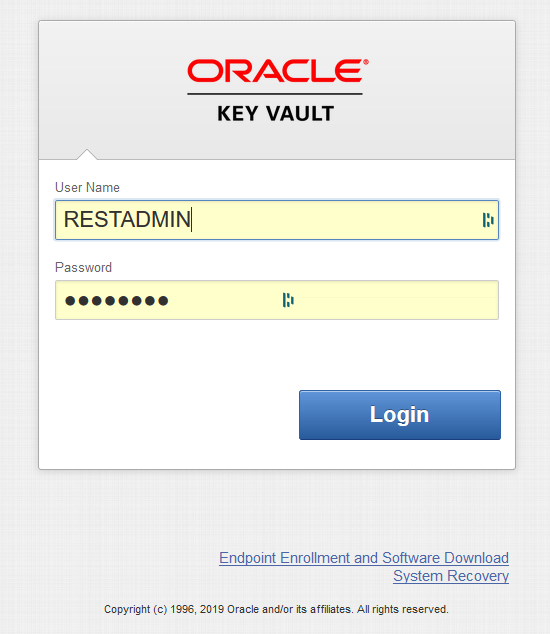 ORACLE®
KEY VAULT
User Name
RESTADMIN
Password
●●●●●●●●
Login
Endpoint Enrollment and Software Download
System Recovery
Copyright (c) 1996, 2019 Oracle and/or its affiliates. All rights reserved.